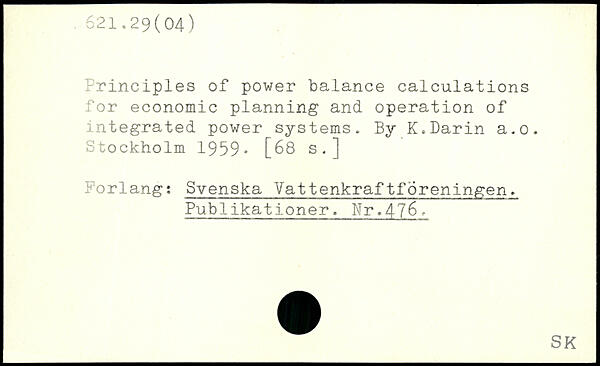 621.29(04)
Principles of power balance calculations
for economic planning and operation of
integrated power systems. By K.Darin a.o.
Stockholm 1959. [68 s.]
Forlang: Svenska Vattenkraftföreningen.
Publikationer. Nr.476.
SK